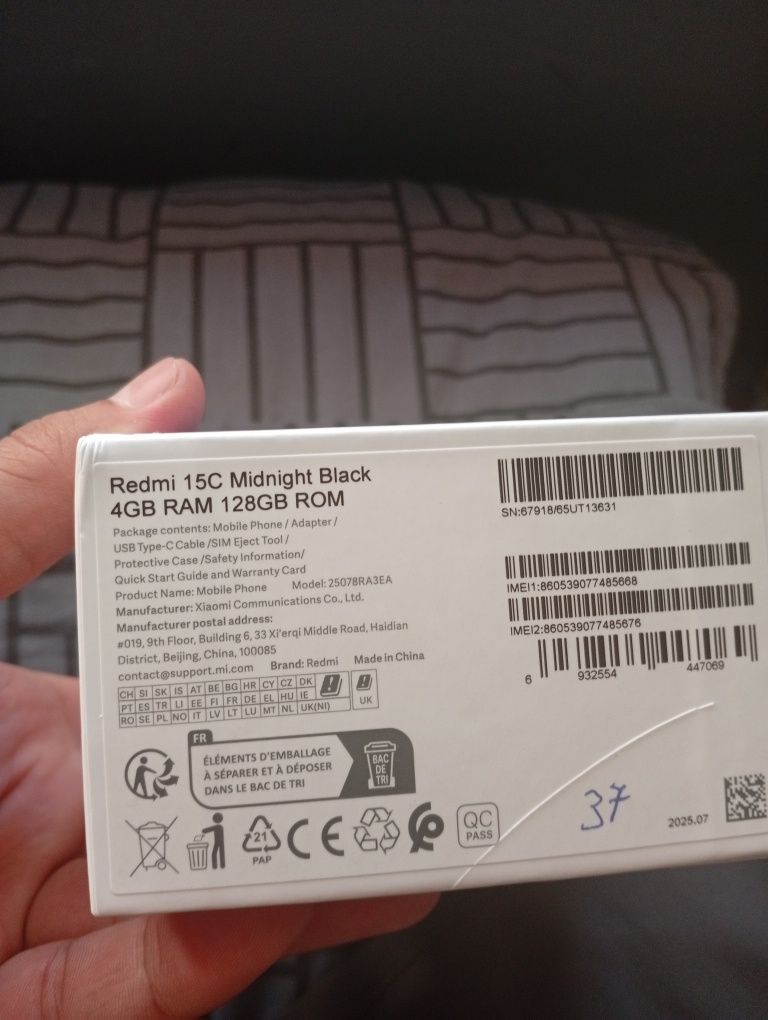 Redmi 15C Midnight Black
4GB RAM 128GB ROM
Package contents: Mobile Phone / Adapter /
USB Type-C Cable /SIM Eject Tool /
Protective Case /Safety Information/
Quick Start Guide and Warranty Card
Product Name: Mobile Phone Model: 25078RA3EA
Manufacturer: Xiaomi Communications Co., Ltd.
Manufacturer postal address:
#019, 9th Floor, Building 6, 33 Xi'erqi Middle Road, Haidian
District, Beijing, China, 100085
contact@support.mi.com Brand: Redmi Made in China
CH SI SK IS AT BE BG HR CY CZ DK
PT ES TR LI EE FI FR DE EL HU IE
RO SE PL NO IT LV LT LU MT NL UK(NI)
UK
SN:67918/65UT13631
IMEI1:860539077485668
IMEI2:860539077485676
6 932554 447069
FR
ÉLÉMENTS D'EMBALLAGE
À SÉPARER ET À DÉPOSER
DANS LE BAC DE TRI
BAC
DE
TRI
21
PAP
CE
QC
PASS
37
2025.07